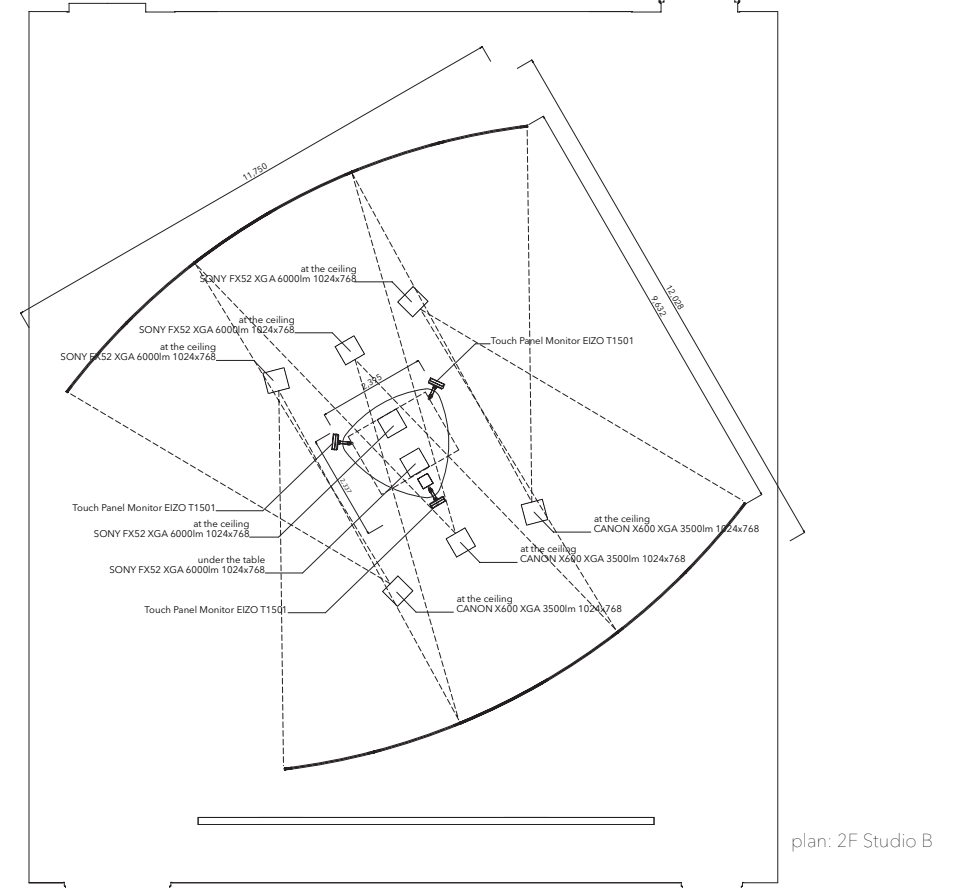 11,750
12,028
9,632
at the ceiling
SONY FX52 XGA 6000lm 1024x768
at the ceiling
SONY FX52 XGA 6000lm 1024x768
at the ceiling
SONY FX52 XGA 6000lm 1024x768
Touch Panel Monitor EIZO T1501
Touch Panel Monitor EIZO T1501
at the ceiling
SONY FX52 XGA 6000lm 1024x768
under the table
SONY FX52 XGA 6000lm 1024x768
Touch Panel Monitor EIZO T1501
at the ceiling
CANON X600 XGA 3500lm 1024x768
at the ceiling
CANON X600 XGA 3500lm 1024x768
at the ceiling
CANON X600 XGA 3500lm 1024x768
plan: 2F Studio B